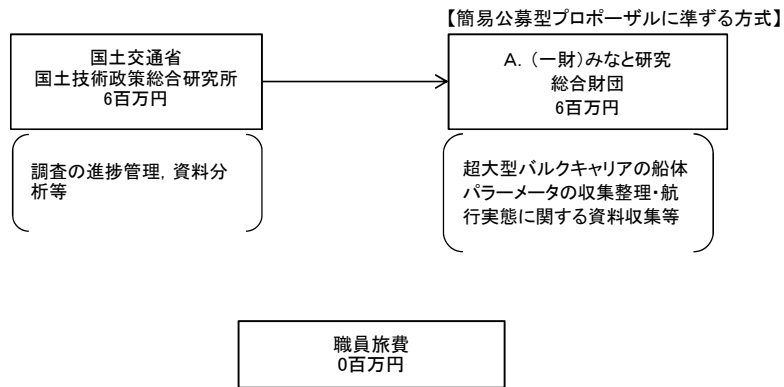 【簡易公募型プロポーザルに準ずる方式】
国土交通省
国土技術政策総合研究所
6百万円
A．（一財）みなと研究
総合財団
6百万円
調査の進捗管理，資料分
析等
超大型バルクキャリアの船体
パラメータの収集整理・航
行実態に関する資料収集等
職員旅費
0百万円